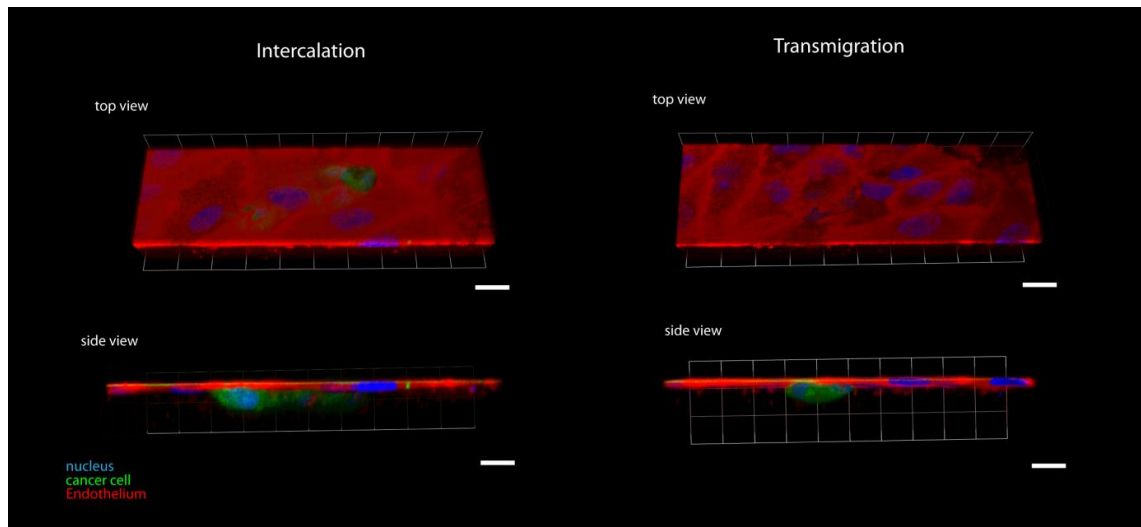 Intercalation
Transmigration
top view
top view
side view
side view
nucleus
cancer cell
Endothelium